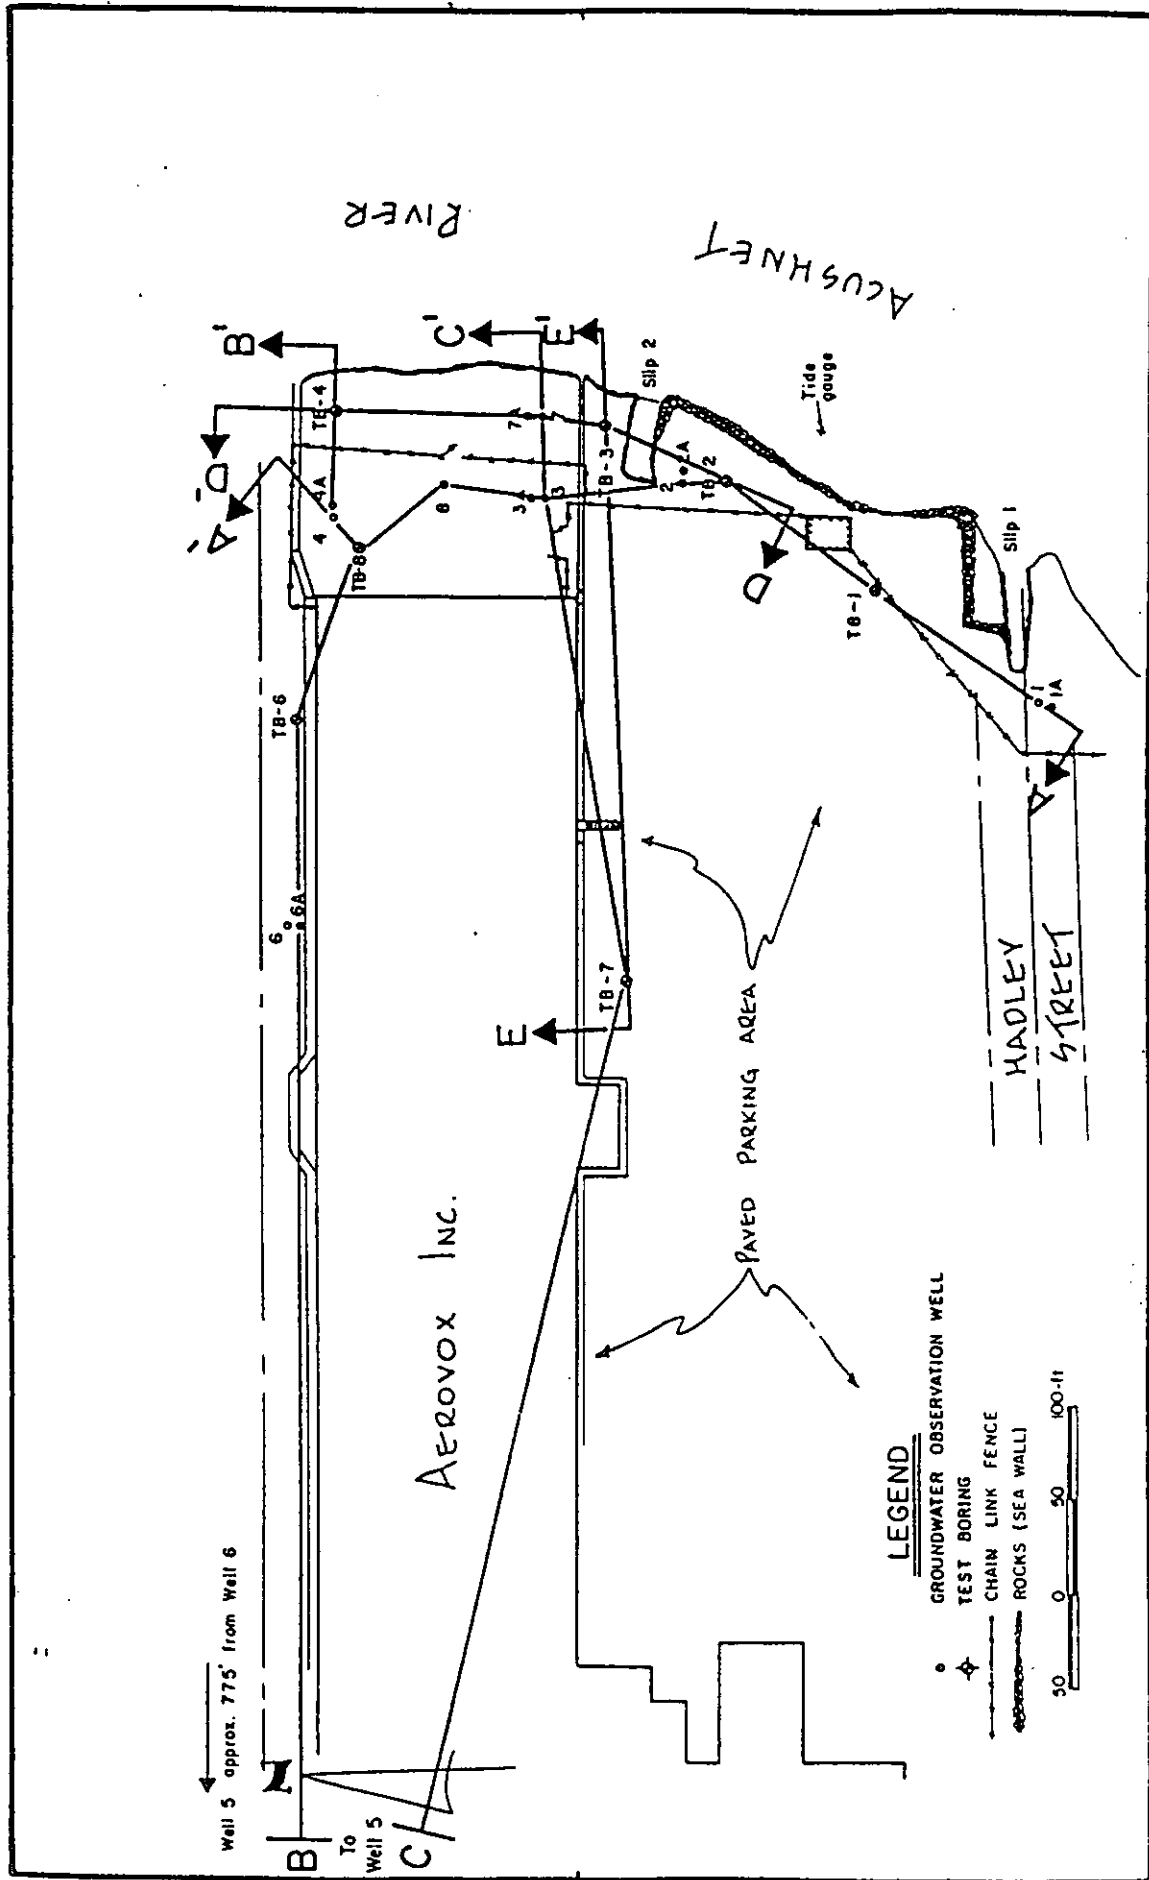 Well 5 approx. 775' from Well 6
N
B
To
Well 5
C
AEROVOX INC.
6
6A
TB-6
TB-8
4
4A
A'
D'
TB-4
B'
8
3A
3
7A
7
C'
E'
TB-3
RIVER
ACUSHNET
Slip 2
2
2A
TB-2
Tide
gauge
D
TB-1
Slip 1
1
1A
A
E
TB-7
PAVED PARKING AREA
HADLEY
STREET
LEGEND
GROUNDWATER OBSERVATION WELL
TEST BORING
CHAIN LINK FENCE
ROCKS (SEA WALL)
50 0 50 100-ft